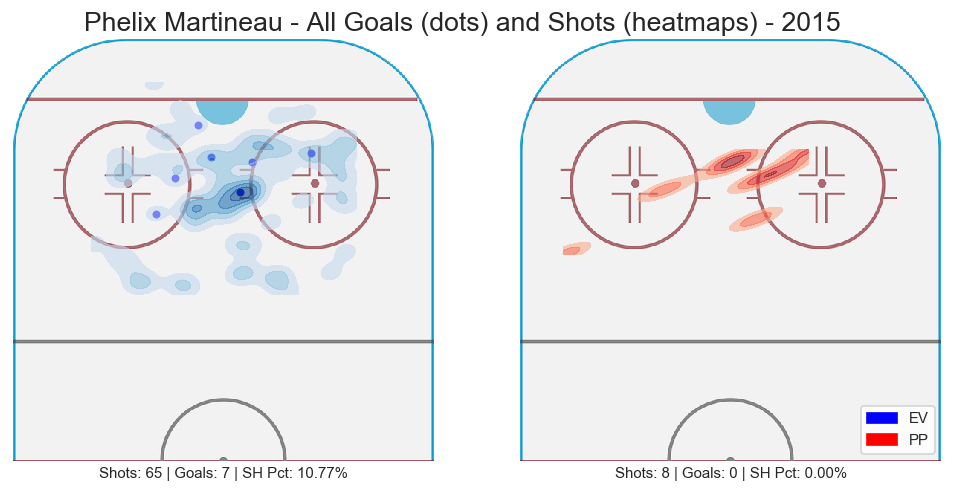 Phelix Martineau - All Goals (dots) and Shots (heatmaps) - 2015
EV
PP
Shots: 65 | Goals: 7 | SH Pct: 10.77%
Shots: 8 | Goals: 0 | SH Pct: 0.00%